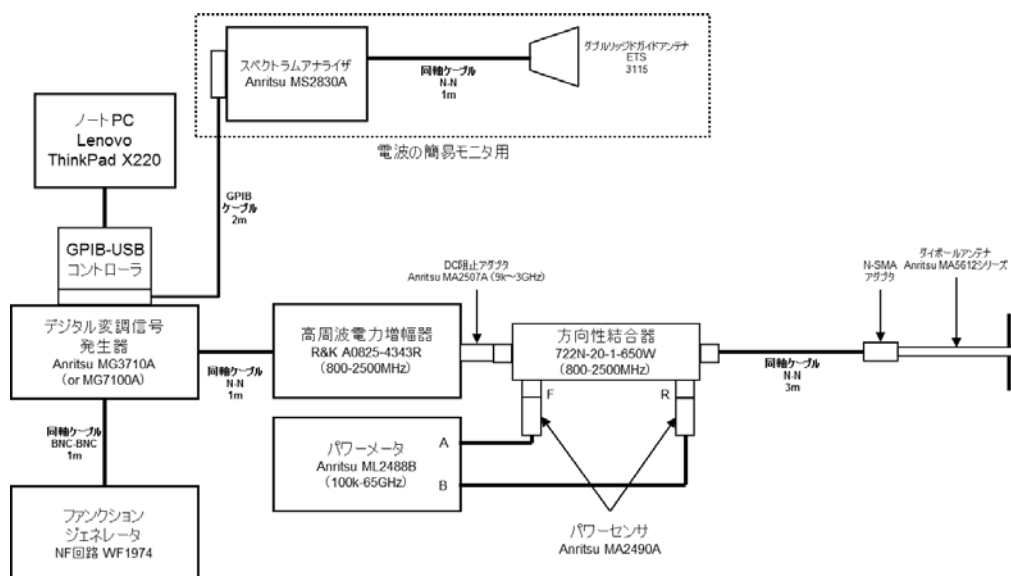 スペクトラムアナライザ
Anritsu MS2830A
同軸ケーブル
N-N
1m
ダブルリッジドガイドアンテナ
ETS
3115
電波の簡易モニタ用
ノートPC
Lenovo
ThinkPad X220
GPIB
ケーブル
2m
GPIB-USB
コントローラ
デジタル変調信号
発生器
Anritsu MG3710A
(or MG7100A)
同軸ケーブル
N-N
1m
高周波電力増幅器
R&K A0825-4343R
(800-2500MHz)
DC阻止アダプタ
Anritsu MA2507A (9k~3GHz)
方向性結合器
722N-20-1-650W
(800-2500MHz)
F
R
同軸ケーブル
N-N
3m
N-SMA
アダプタ
ダイポールアンテナ
Anritsu MA5612シリーズ
同軸ケーブル
BNC-BNC
1m
パワーメータ
Anritsu ML2488B
(100k-65GHz)
A
B
パワーセンサ
Anritsu MA2490A
ファンクション
ジェネレータ
NF回路 WF1974